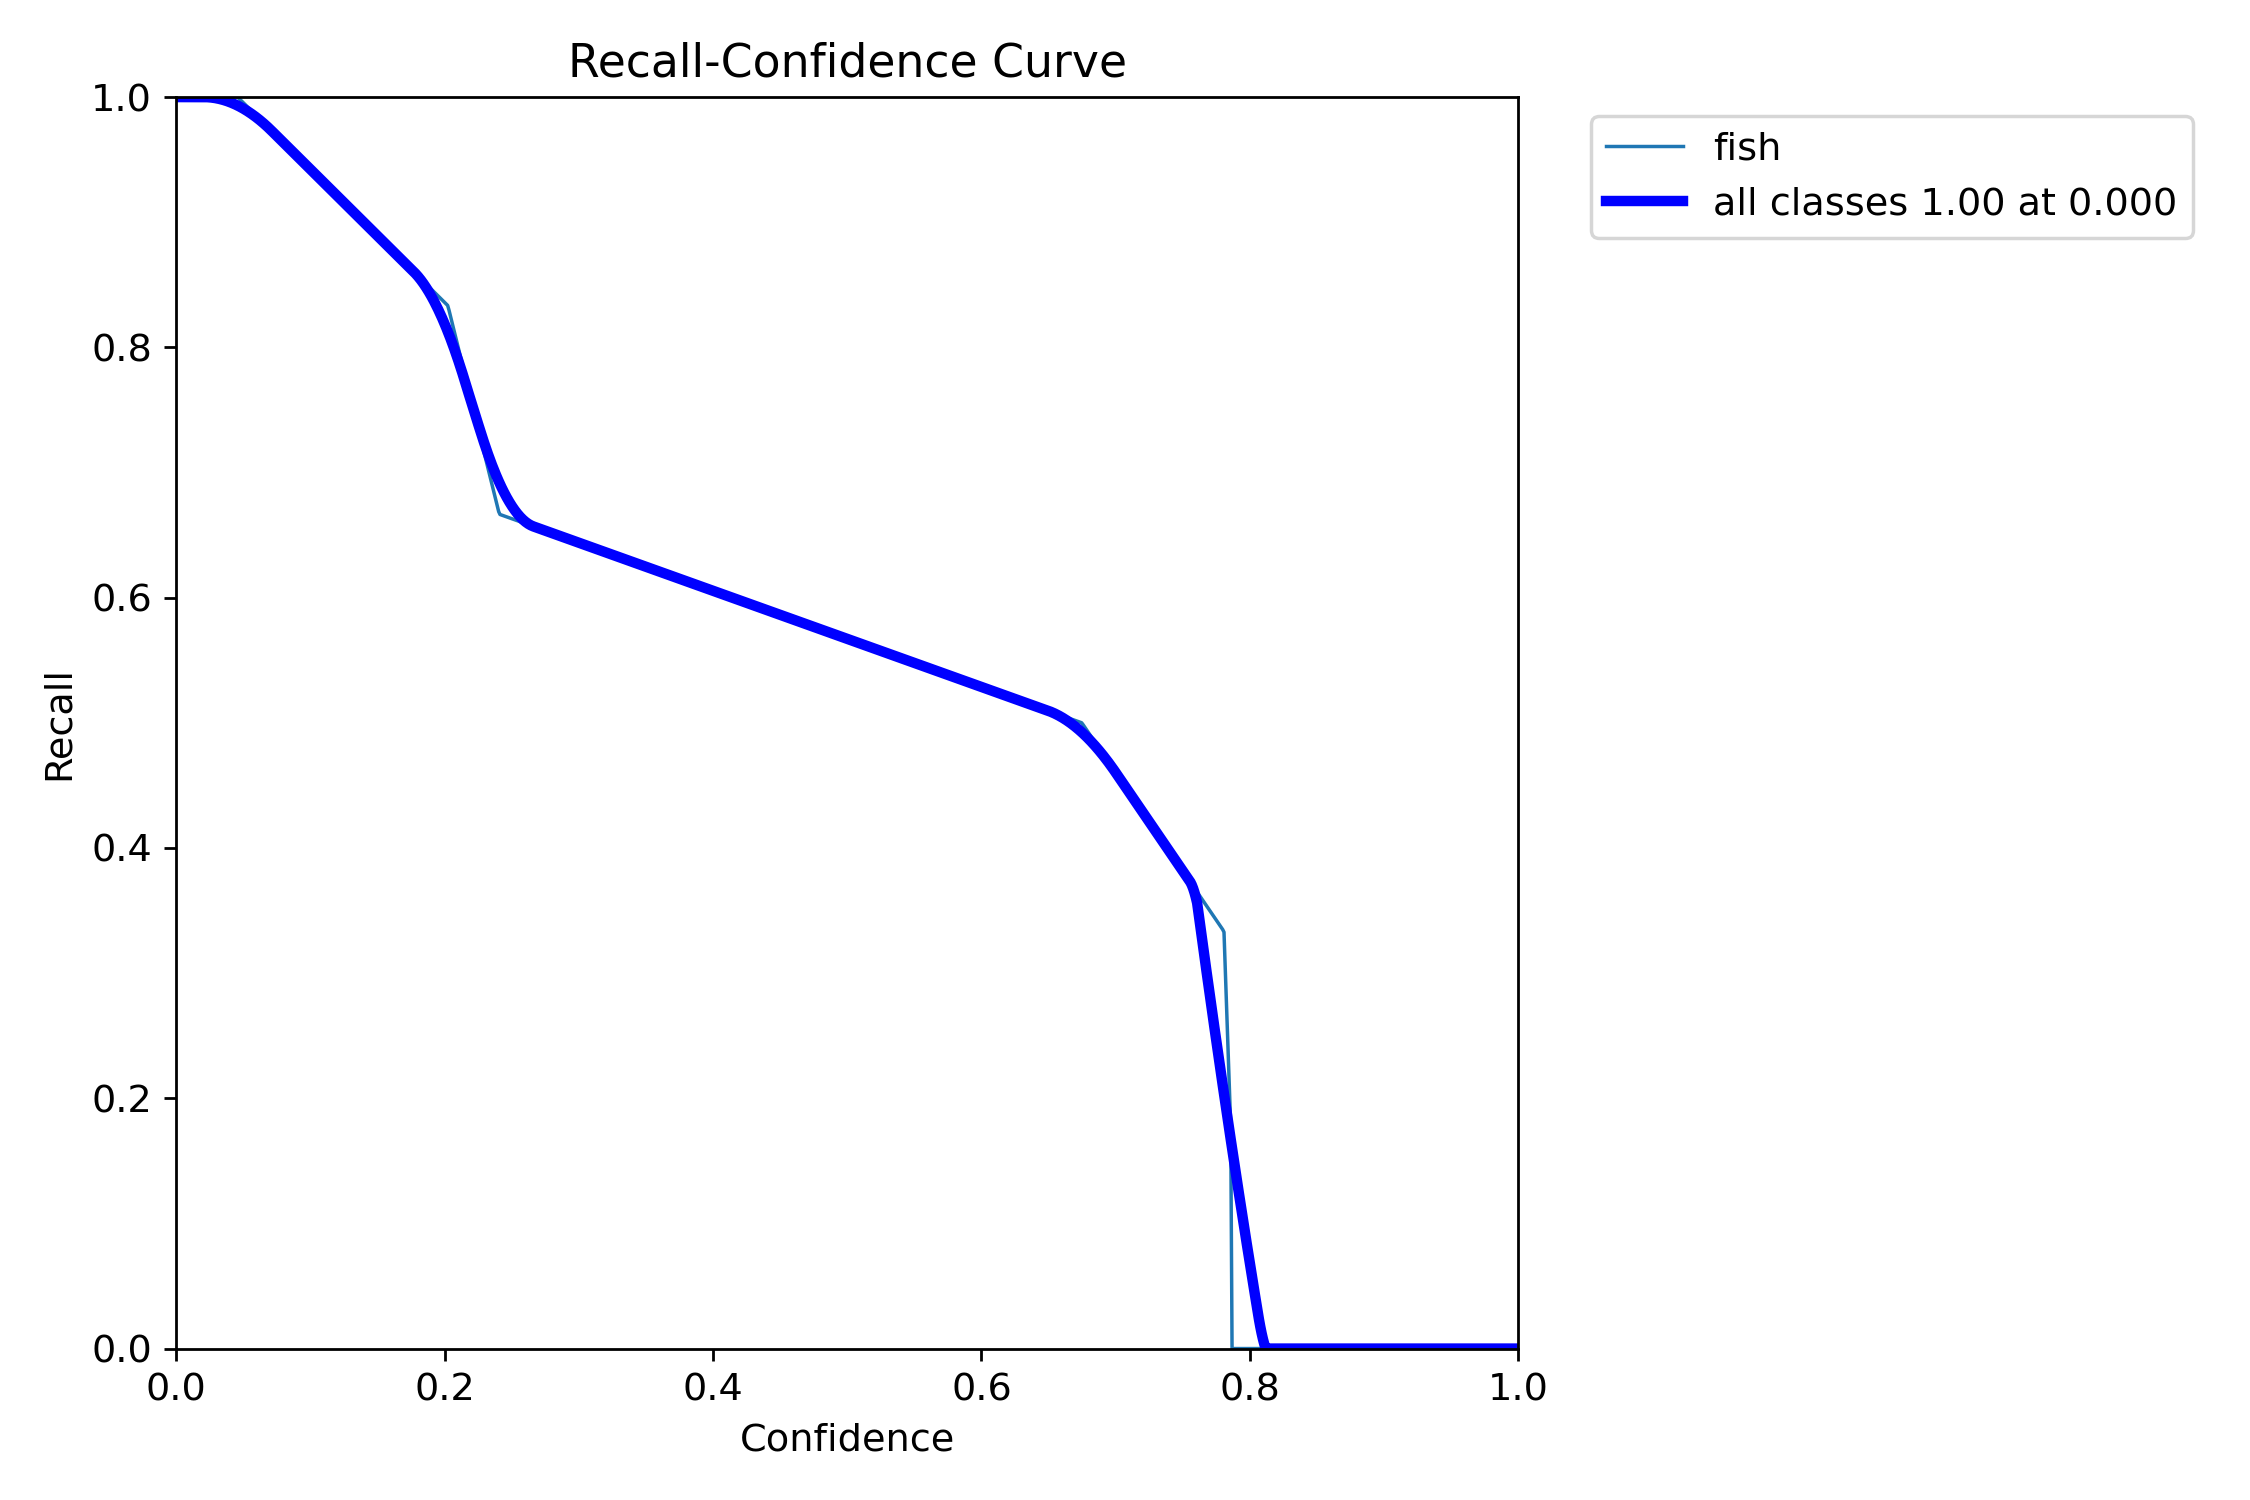 Recall-Confidence Curve
fish
all classes 1.00 at 0.000
1.0
0.8
0.6
0.4
0.2
0.0
Recall
0.0 0.2 0.4 0.6 0.8 1.0
Confidence